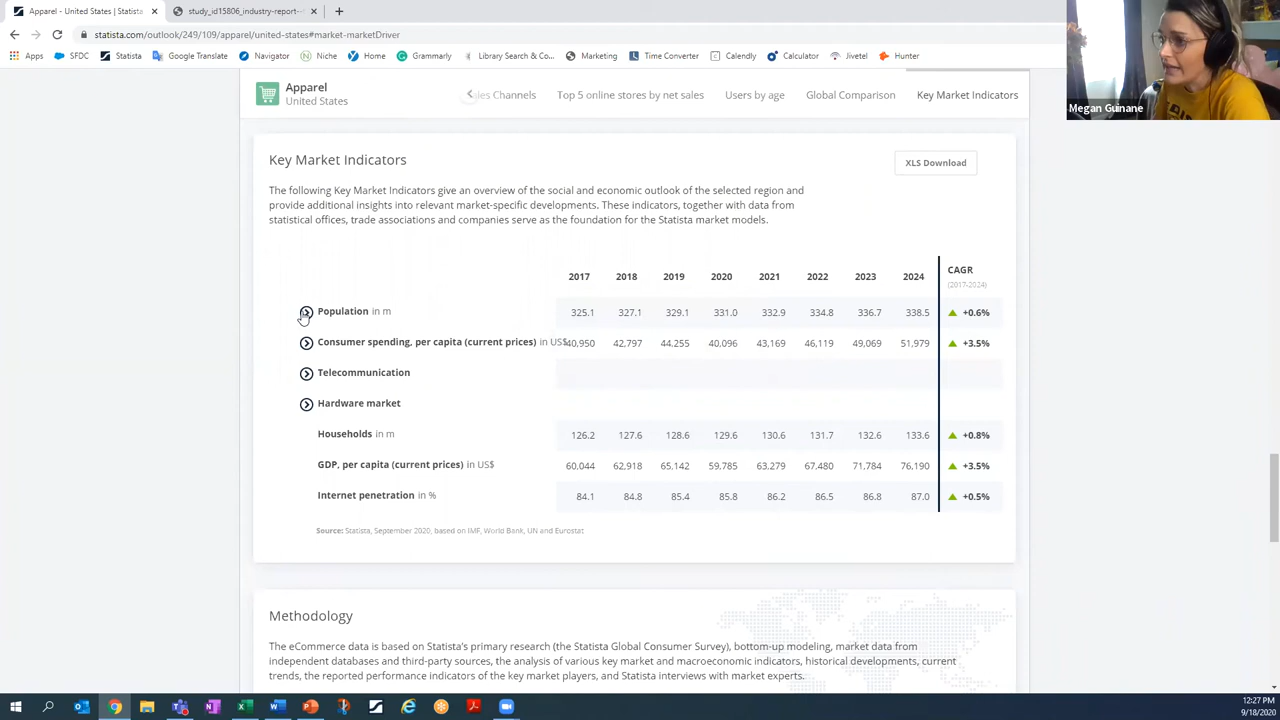 Apparel - United States | Statista
study_id15806_industry-report--
statista.com/outlook/249/109/apparel/united-states#market-marketDriver
Apps SFDC Statista Google Translate Navigator Niche Home Grammarly Library Search & Co... Marketing Time Converter Calendly Calculator Jivetel Hunter
Megan Guinane
Apparel
United States
les Channels Top 5 online stores by net sales Users by age Global Comparison Key Market Indicators
Key Market Indicators
XLS Download
The following Key Market Indicators give an overview of the social and economic outlook of the selected region and
provide additional insights into relevant market-specific developments. These indicators, together with data from
statistical offices, trade associations and companies serve as the foundation for the Statista market models.
2017 2018 2019 2020 2021 2022 2023 2024 CAGR
(2017-2024)
Population in m 325.1 327.1 329.1 331.0 332.9 334.8 336.7 338.5 +0.6%
Consumer spending, per capita (current prices) in US$ 40,950 42,797 44,255 40,096 43,169 46,119 49,069 51,979 +3.5%
Telecommunication
Hardware market
Households in m 126.2 127.6 128.6 129.6 130.6 131.7 132.6 133.6 +0.8%
GDP, per capita (current prices) in US$ 60,044 62,918 65,142 59,785 63,279 67,480 71,784 76,190 +3.5%
Internet penetration in % 84.1 84.8 85.4 85.8 86.2 86.5 86.8 87.0 +0.5%
Source: Statista, September 2020, based on IMF, World Bank, UN and Eurostat
Methodology
The eCommerce data is based on Statista's primary research (the Statista Global Consumer Survey), bottom-up modeling, market data from
independent databases and third-party sources, the analysis of various key market and macroeconomic indicators, historical developments, current
trends, the reported performance indicators of the key market players, and Statista interviews with market experts.
12:27 PM
9/18/2020